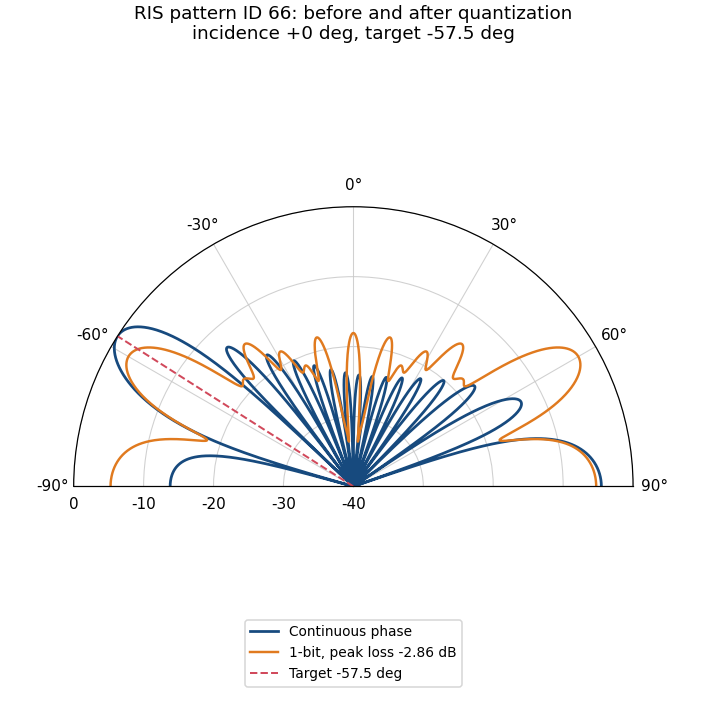 RIS pattern ID 66: before and after quantization
incidence +0 deg, target -57.5 deg
0°
-30°
30°
-60°
60°
-90°
90°
0
-10
-20
-30
-40
Continuous phase
1-bit, peak loss -2.86 dB
Target -57.5 deg